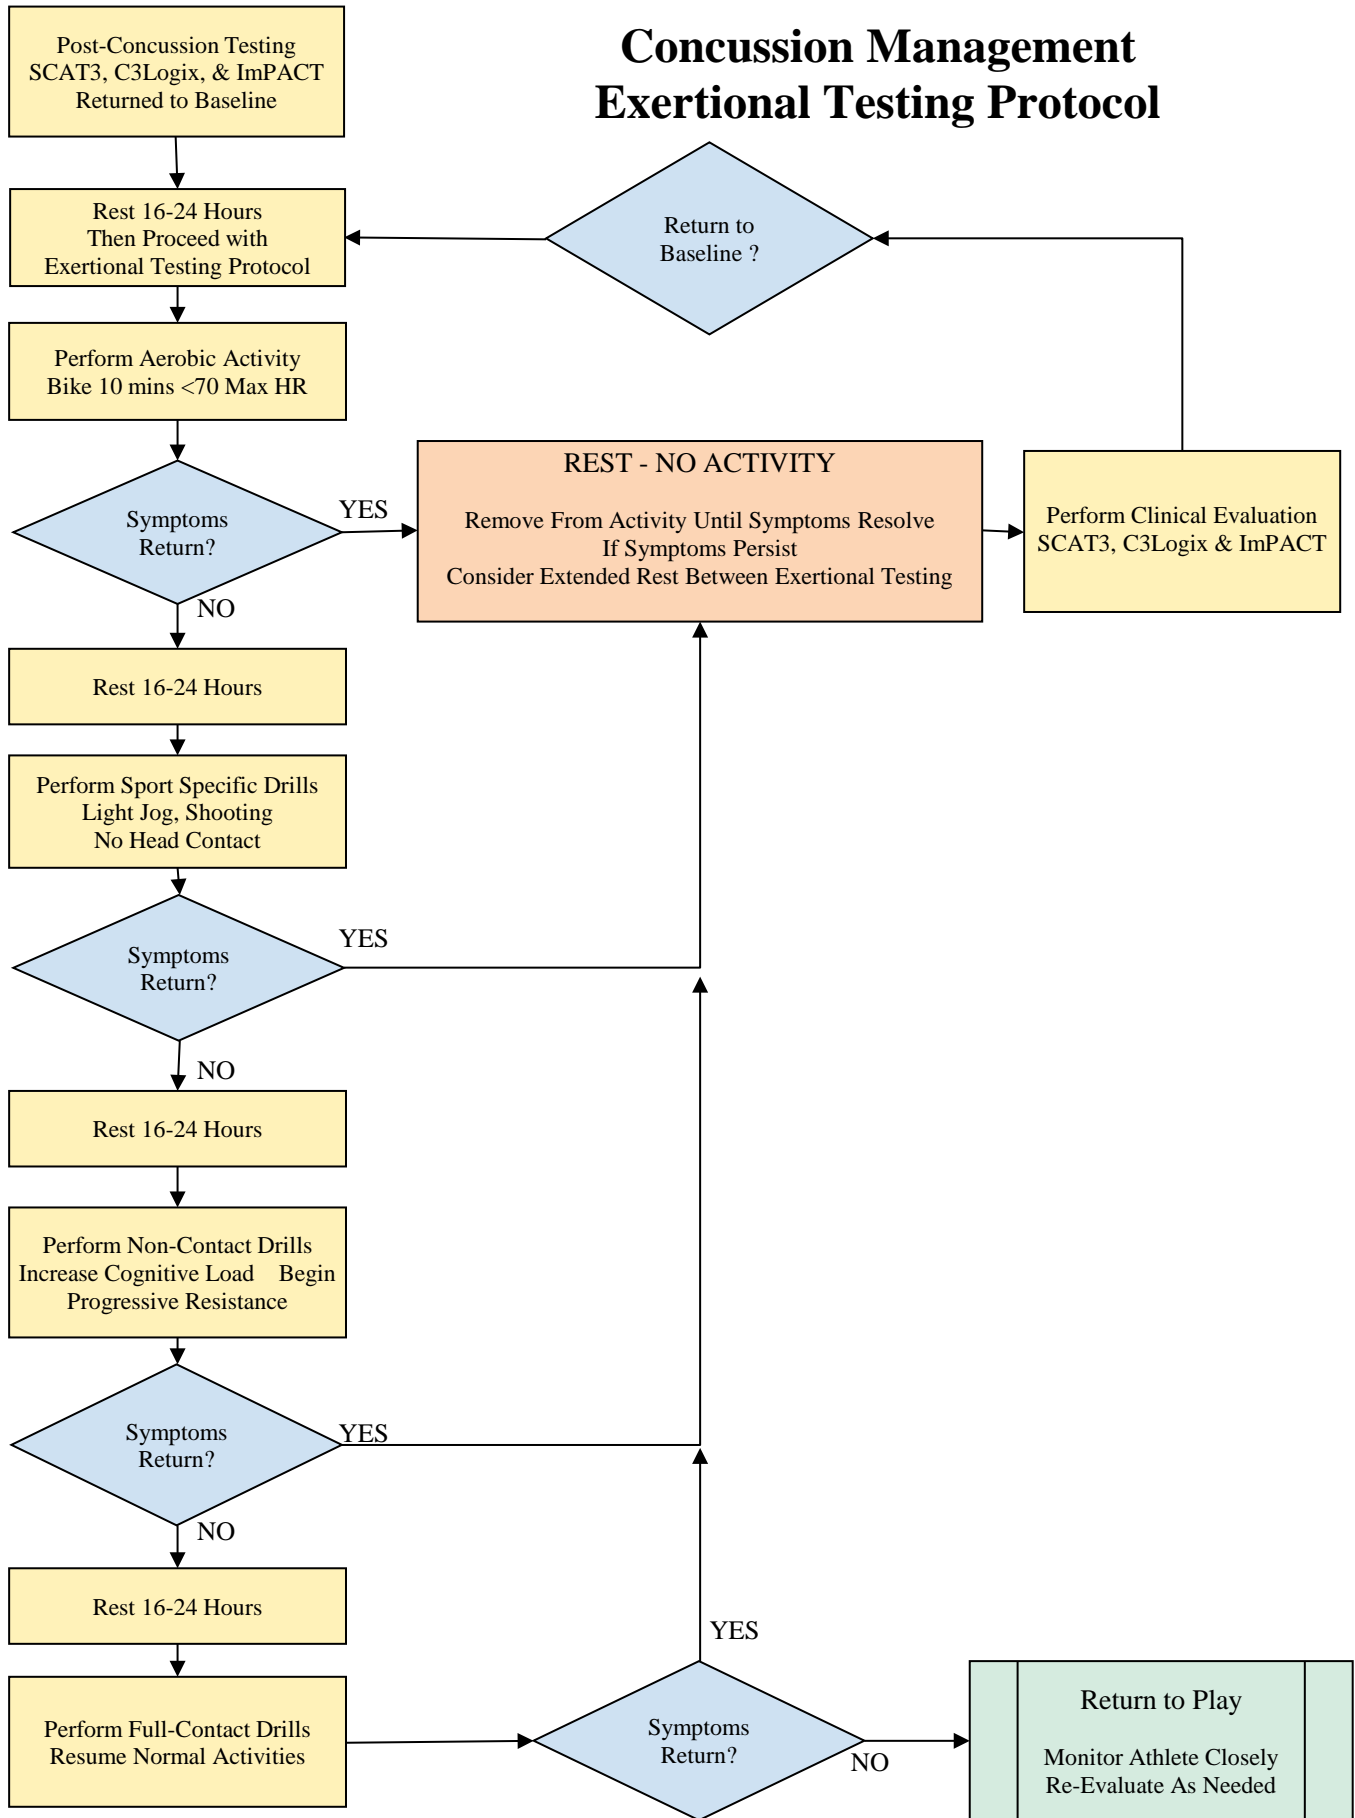 Concussion Management
Exertional Testing Protocol
Post-Concussion Testing
SCAT3, C3Logix, & ImPACT
Returned to Baseline
Rest 16-24 Hours
Then Proceed with
Exertional Testing Protocol
Return to
Baseline ?
Perform Aerobic Activity
Bike 10 mins <70 Max HR
Symptoms
Return?
YES
NO
REST - NO ACTIVITY
Remove From Activity Until Symptoms Resolve
If Symptoms Persist
Consider Extended Rest Between Exertional Testing
Perform Clinical Evaluation
SCAT3, C3Logix & ImPACT
Rest 16-24 Hours
Perform Sport Specific Drills
Light Jog, Shooting
No Head Contact
Symptoms
Return?
YES
NO
Rest 16-24 Hours
Perform Non-Contact Drills
Increase Cognitive Load Begin
Progressive Resistance
Symptoms
Return?
YES
NO
Rest 16-24 Hours
Perform Full-Contact Drills
Resume Normal Activities
Symptoms
Return?
YES
NO
Return to Play
Monitor Athlete Closely
Re-Evaluate As Needed